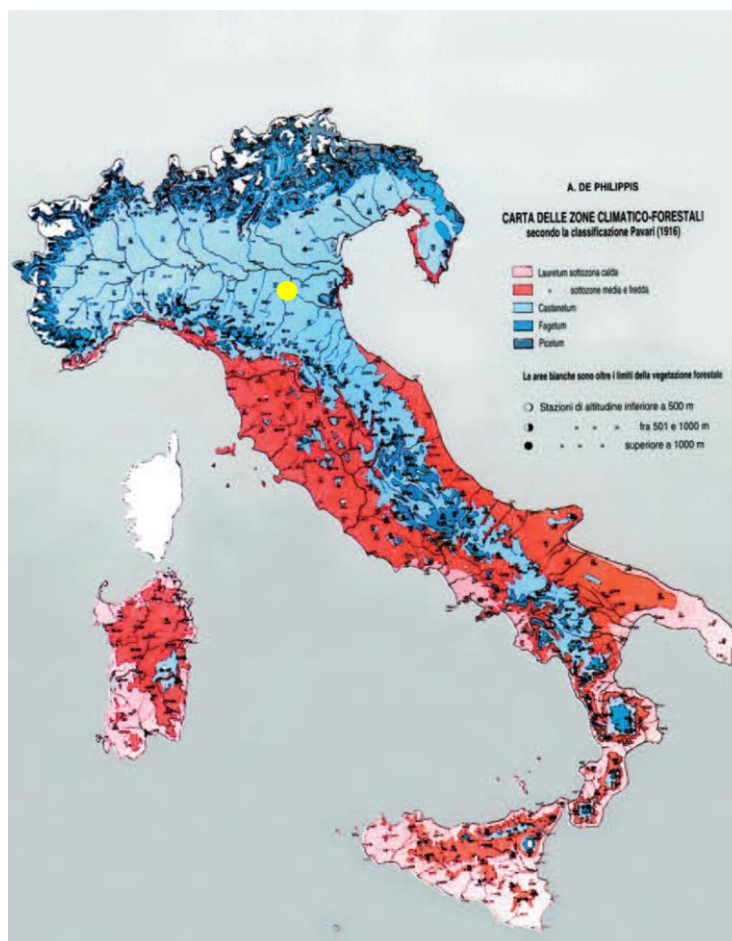 A. DE PHILIPPIS
CARTA DELLE ZONE CLIMATICO-FORESTALI
secondo la classificazione Pavari (1916)
Lauretum sottozona calda
" " sottozone media e fredda
Castanetum
Fagetum
Picetum
Le aree bianche sono oltre i limiti della vegetazione forestale
Stazioni di altitudine inferiore a 500 m
" " " fra 501 e 1000 m
" " " superiore a 1000 m